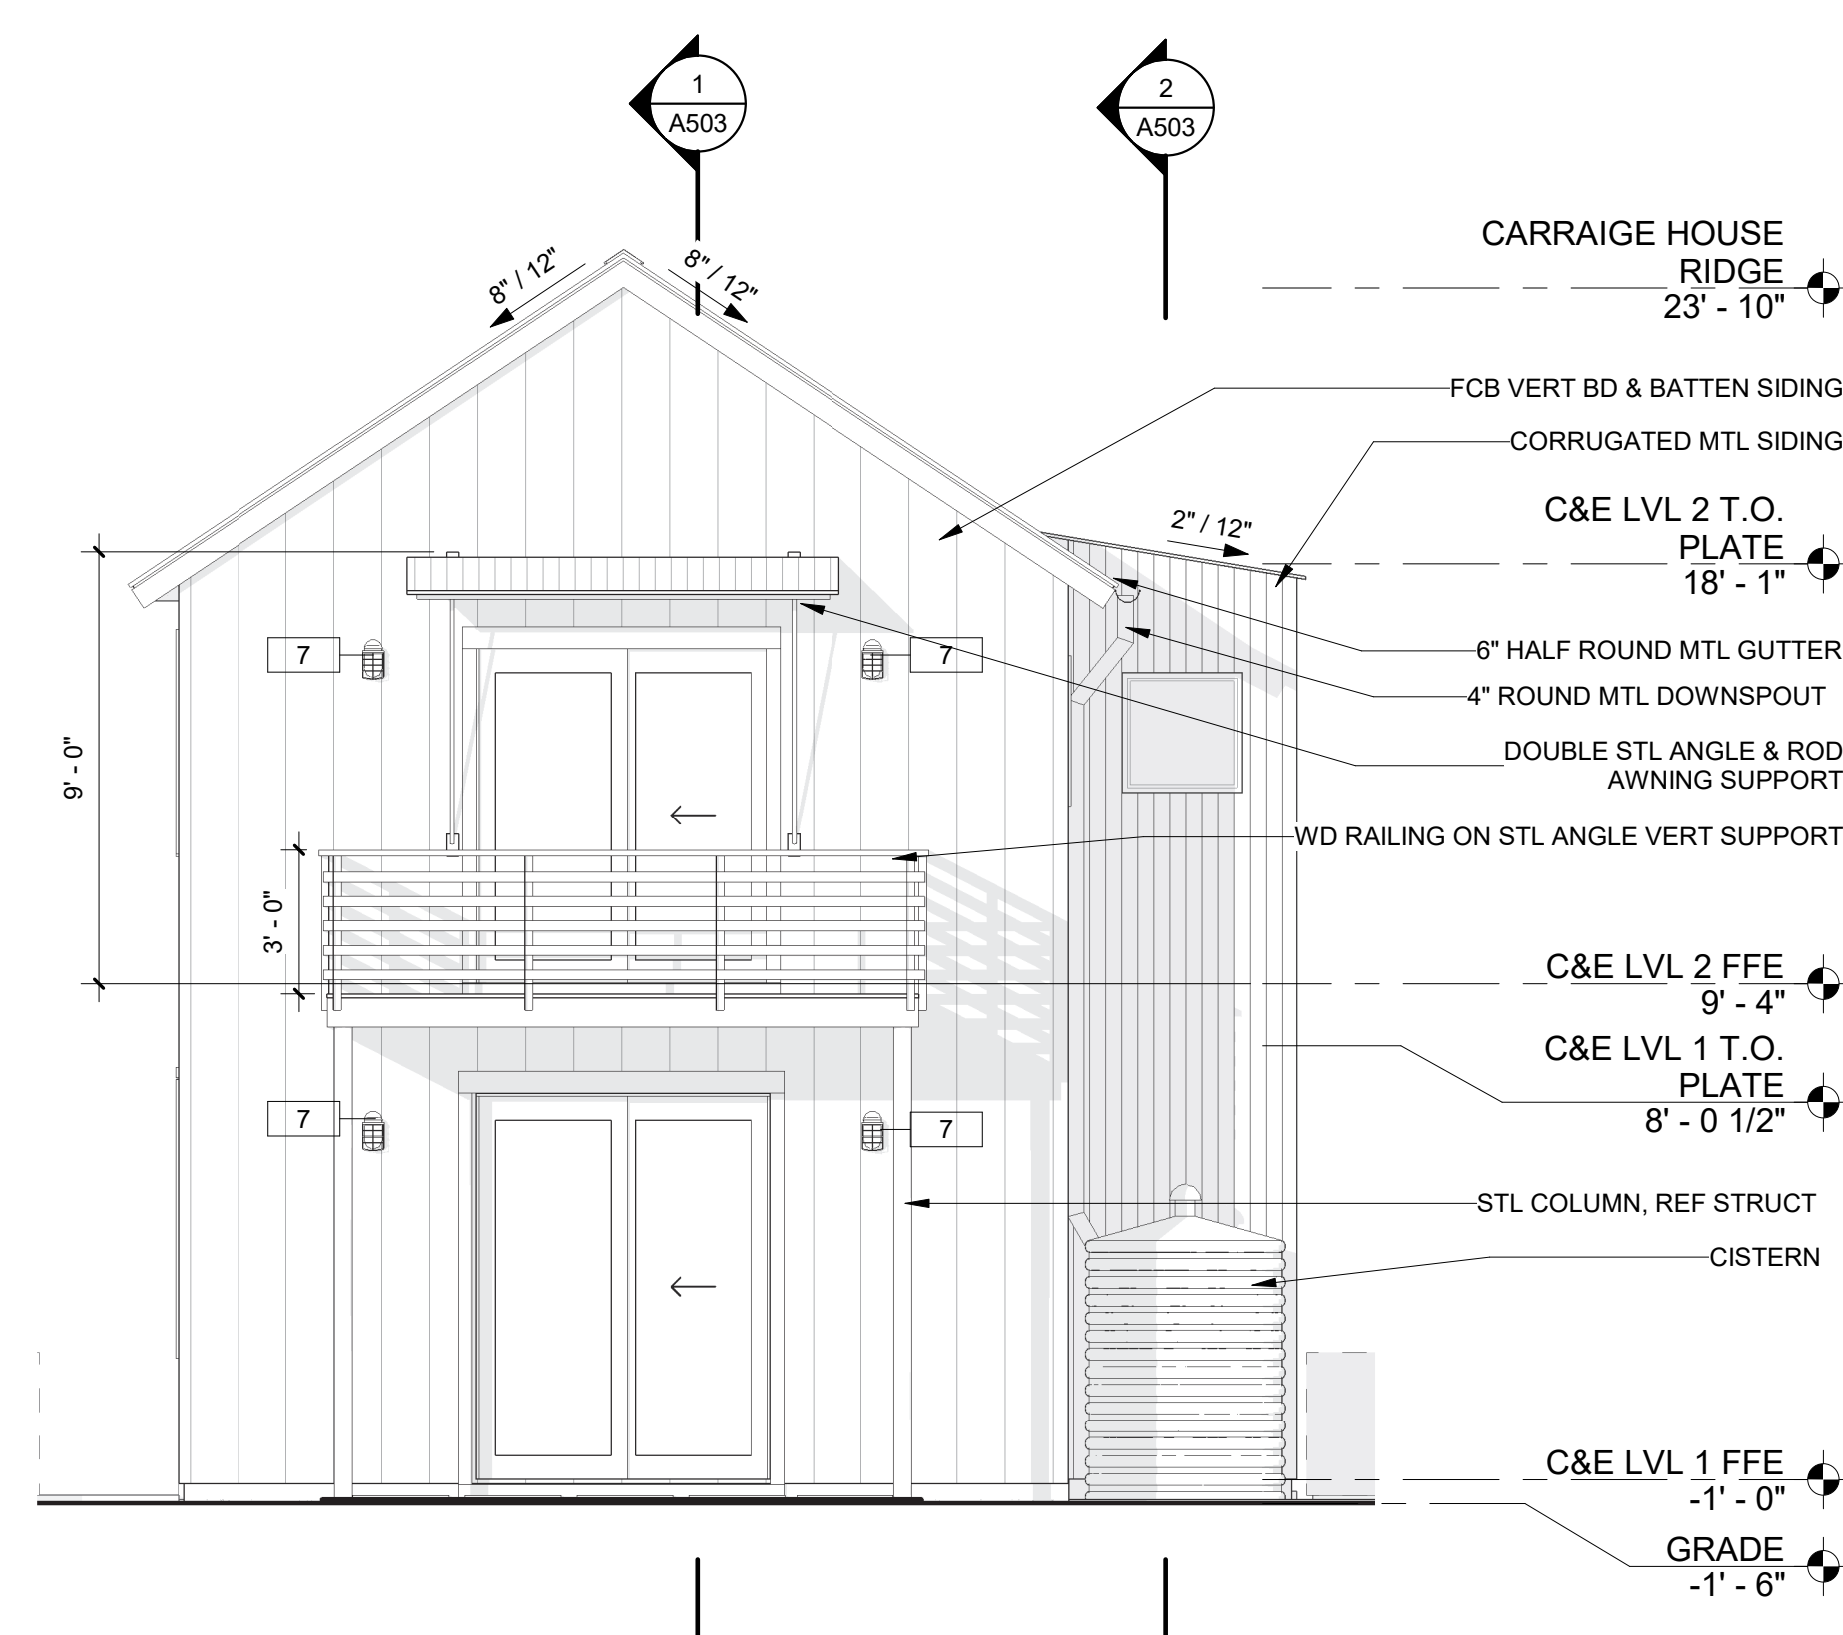 1
A503
2
A503
8" / 12"
8" / 12"
CARRAIGE HOUSE
RIDGE
23' - 10"
FCB VERT BD & BATTEN SIDING
CORRUGATED MTL SIDING
2" / 12"
C&E LVL 2 T.O.
PLATE
18' - 1"
7
7
6" HALF ROUND MTL GUTTER
4" ROUND MTL DOWNSPOUT
9' - 0"
DOUBLE STL ANGLE & ROD
AWNING SUPPORT
WD RAILING ON STL ANGLE VERT SUPPORT
3' - 0"
C&E LVL 2 FFE
9' - 4"
C&E LVL 1 T.O.
PLATE
8' - 0 1/2"
7
7
STL COLUMN, REF STRUCT
CISTERN
C&E LVL 1 FFE
-1' - 0"
GRADE
-1' - 6"